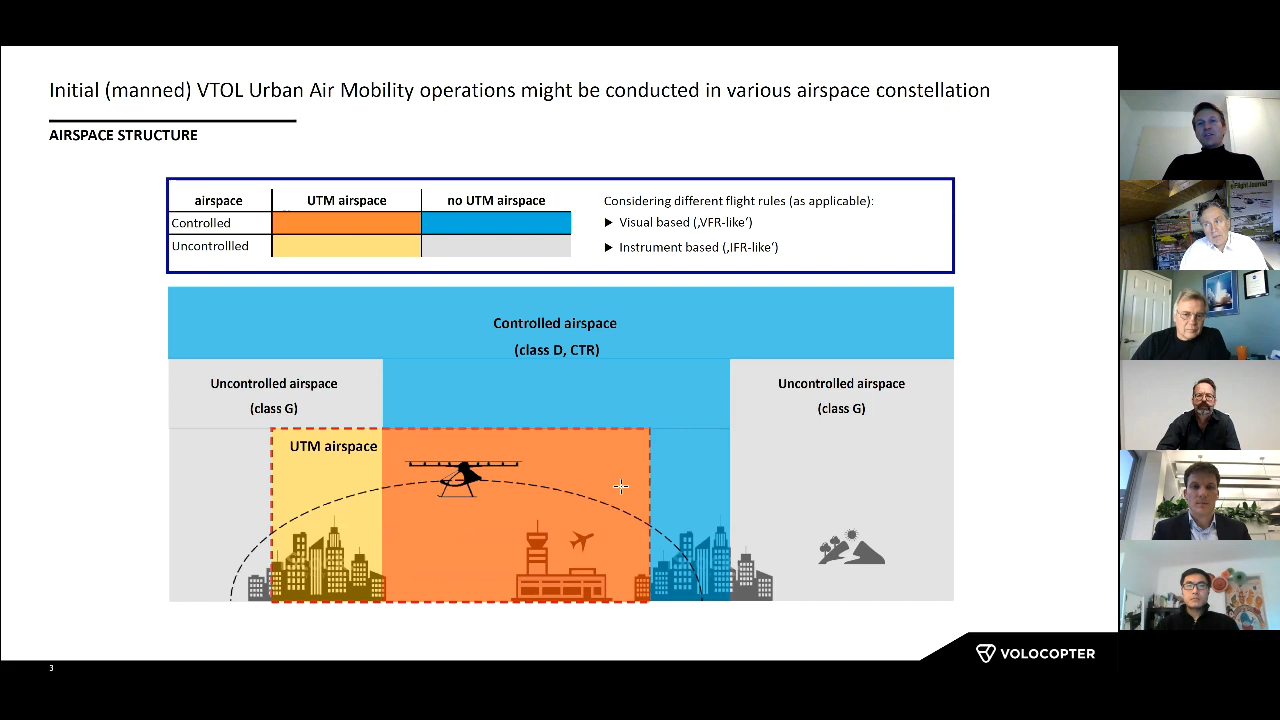 Initial (manned) VTOL Urban Air Mobility operations might be conducted in various airspace constellation
AIRSPACE STRUCTURE
airspace UTM airspace no UTM airspace
Controlled
Uncontrollled
Considering different flight rules (as applicable):
Visual based (‚VFR-like‘)
Instrument based (‚IFR-like‘)
Controlled airspace
(class D, CTR)
Uncontrolled airspace
(class G)
Uncontrolled airspace
(class G)
UTM airspace
3
VOLOCOPTER
eFlight Journal